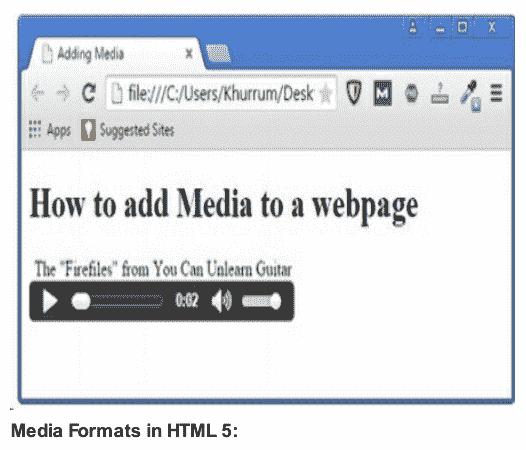 Adding Media
file:///C:/Users/Khurrum/Desk
Apps Suggested Sites
How to add Media to a webpage
The "Firefiles" from You Can Unlearn Guitar
0:02
Media Formats in HTML 5: